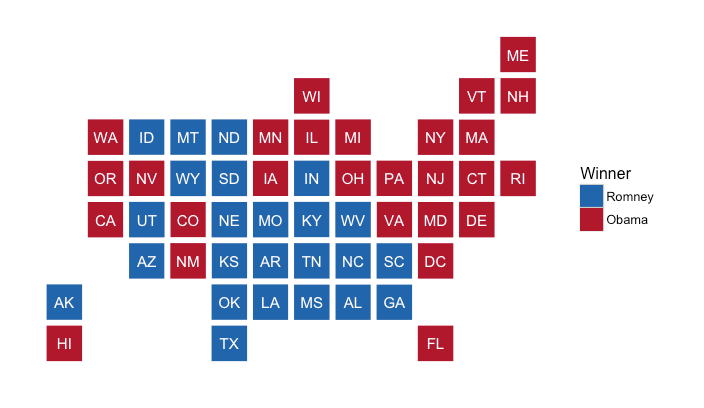 ME
WI VT NH
WA ID MT ND MN IL MI NY MA
OR NV WY SD IA IN OH PA NJ CT RI
CA UT CO NE MO KY WV VA MD DE
AZ NM KS AR TN NC SC DC
AK OK LA MS AL GA
HI TX FL
Winner
Romney
Obama